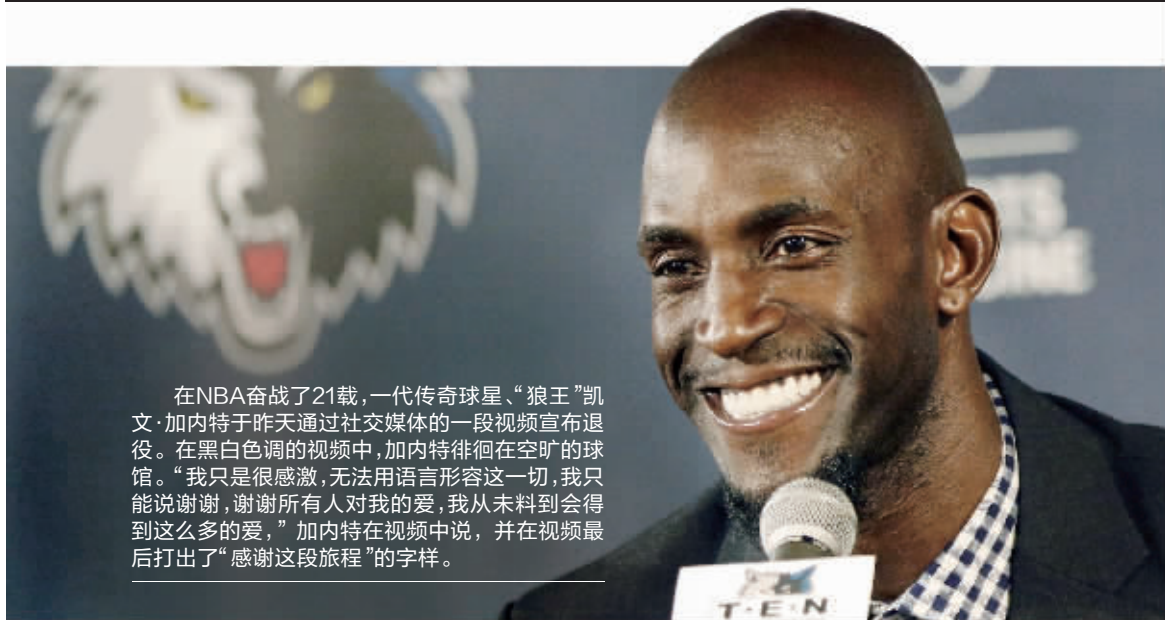 在NBA奋战了21载，一代传奇球星、“狼王”凯
文·加内特于昨天通过社交媒体的一段视频宣布退
役。在黑白色调的视频中，加内特徘徊在空旷的球
馆。“我只是很感激，无法用语言形容这一切，我只
能说谢谢，谢谢所有人对我的爱，我从未料到会得
到这么多的爱，”加内特在视频中说，并在视频最
后打出了“感谢这段旅程”的字样。
T·E·N